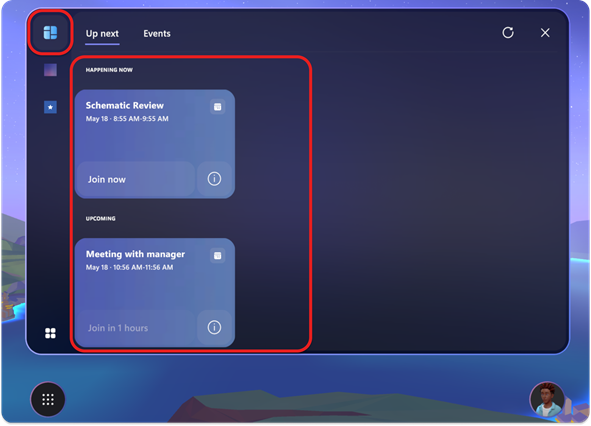 Up next Events
HAPPENING NOW
Schematic Review
May 18 · 8:55 AM-9:55 AM
Join now
UPCOMING
Meeting with manager
May 18 · 10:56 AM-11:56 AM
Join in 1 hours